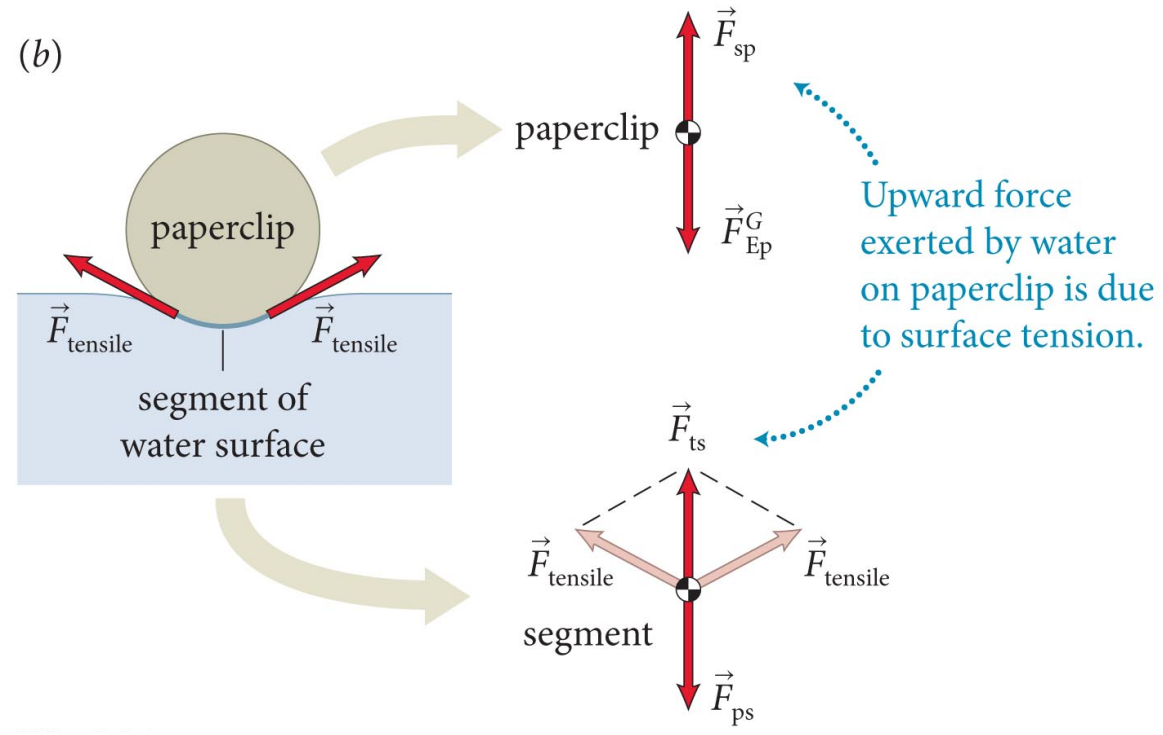 (b)
paperclip
F⃗tensile
F⃗tensile
segment of
water surface
F⃗sp
paperclip
F⃗ᴳEp
Upward force
exerted by water
on paperclip is due
to surface tension.
F⃗ts
F⃗tensile
F⃗tensile
segment
F⃗ps